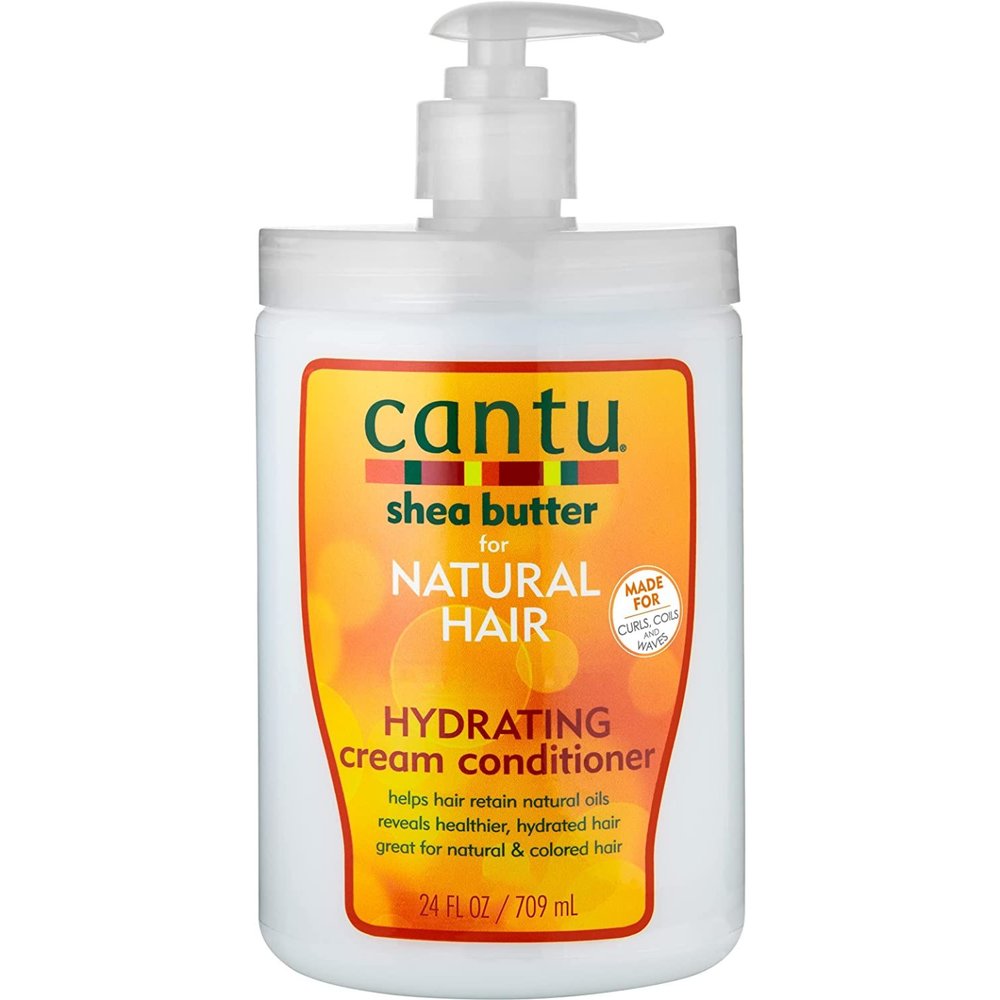 cantu®
shea butter
for
NATURAL
HAIR
MADE
FOR
CURLS, COILS
AND
WAVES
HYDRATING
cream conditioner
helps hair retain natural oils
reveals healthier, hydrated hair
great for natural & colored hair
24 FL OZ / 709 mL